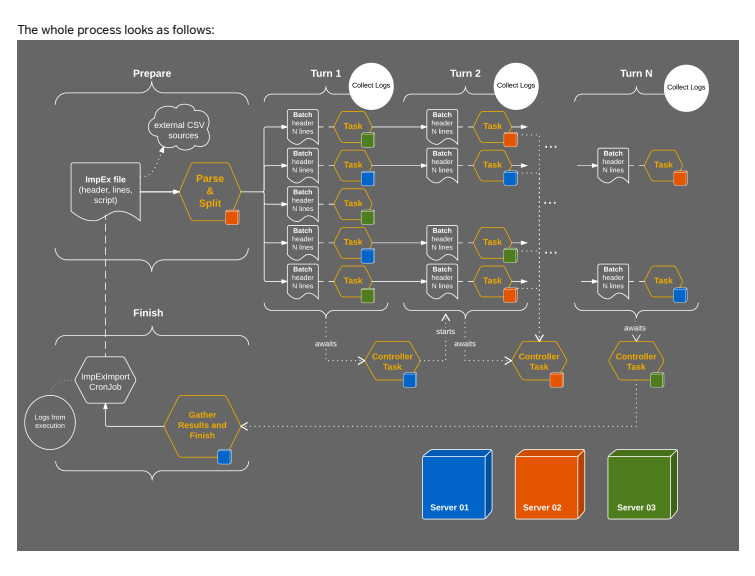 The whole process looks as follows:
Prepare
Turn 1
Collect Logs
Turn 2
Collect Logs
Turn N
Collect Logs
external CSV
sources
ImpEx file
(header, lines,
script)
Parse
&
Split
Batch
header
N lines
Task
Batch
header
N lines
Task
Batch
header
N lines
Task
Batch
header
N lines
Task
Batch
header
N lines
Task
Batch
header
N lines
Task
Batch
header
N lines
Task
Batch
header
N lines
Task
Batch
header
N lines
Task
...
...
...
Batch
header
N lines
Task
Batch
header
N lines
Task
awaits
Controller
Task
starts
awaits
Controller
Task
awaits
Controller
Task
Finish
ImpExImport
CronJob
Logs from
execution
Gather
Results and
Finish
Server 01
Server 02
Server 03